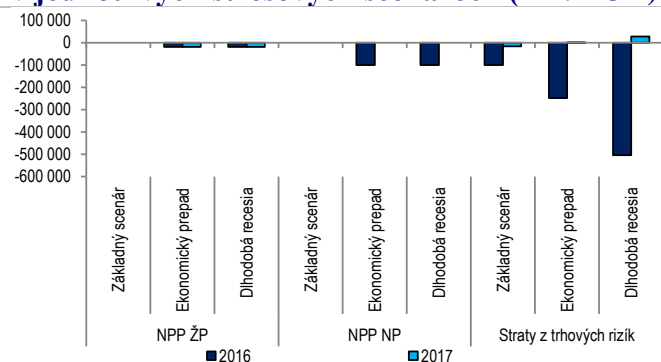 100 000
0
-100 000
-200 000
-300 000
-400 000
-500 000
-600 000
Základný scenár
Ekonomický prepad
Dlhodobá recesia
Základný scenár
Ekonomický prepad
Dlhodobá recesia
Základný scenár
Ekonomický prepad
Dlhodobá recesia
NPP ŽP
NPP NP
Straty z trhových rizík
2016
2017